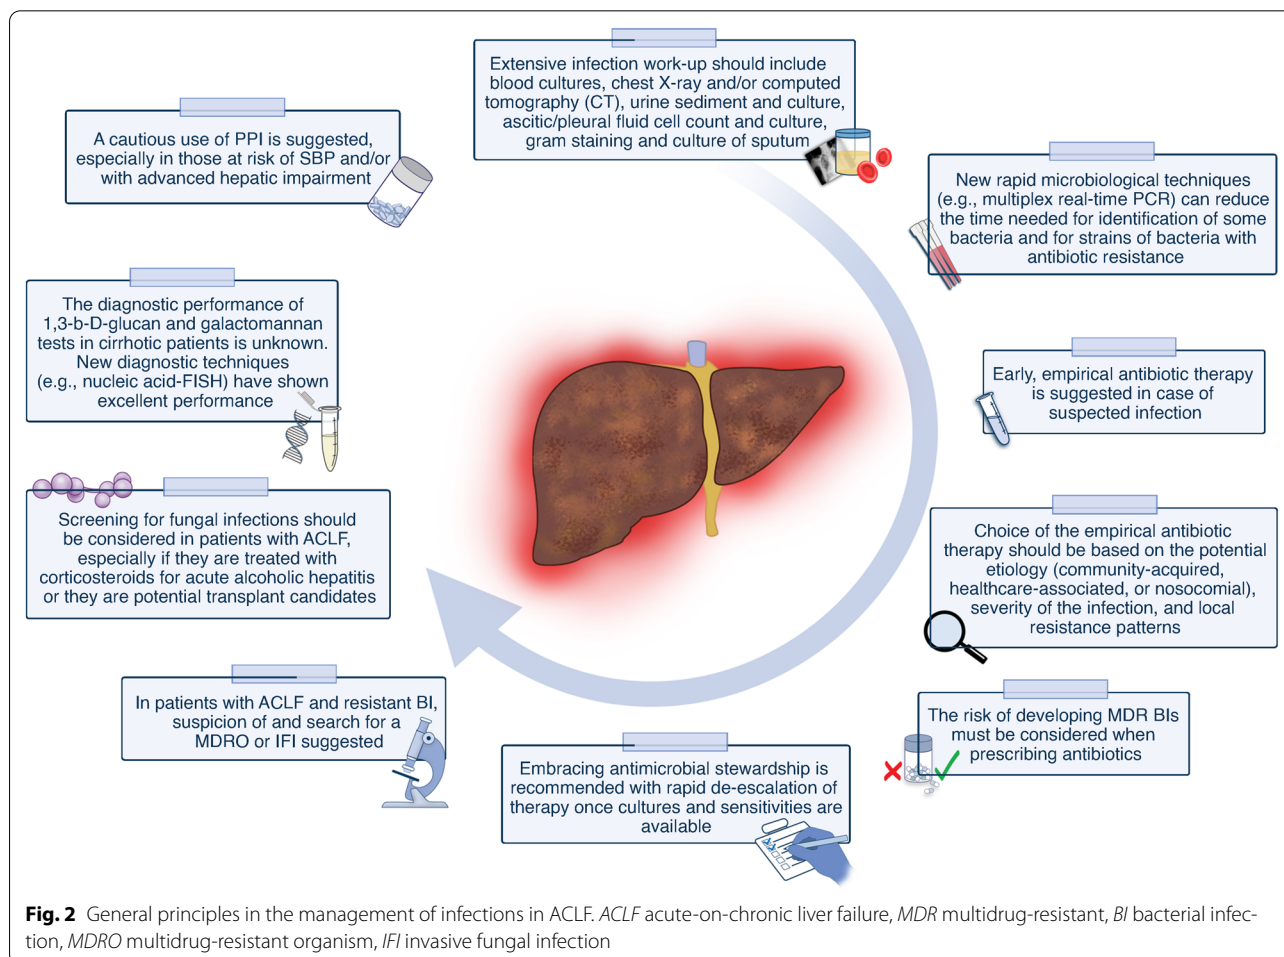 Extensive infection work-up should include
blood cultures, chest X-ray and/or computed
tomography (CT), urine sediment and culture,
ascitic/pleural fluid cell count and culture,
gram staining and culture of sputum
New rapid microbiological techniques
(e.g., multiplex real-time PCR) can reduce
the time needed for identification of some
bacteria and for strains of bacteria with
antibiotic resistance
Early, empirical antibiotic therapy
is suggested in case of
suspected infection
Choice of the empirical antibiotic
therapy should be based on the potential
etiology (community-acquired,
healthcare-associated, or nosocomial),
severity of the infection, and local
resistance patterns
The risk of developing MDR BIs
must be considered when
prescribing antibiotics
Embracing antimicrobial stewardship is
recommended with rapid de-escalation of
therapy once cultures and sensitivities are
available
In patients with ACLF and resistant BI,
suspicion of and search for a
MDRO or IFI suggested
Screening for fungal infections should
be considered in patients with ACLF,
especially if they are treated with
corticosteroids for acute alcoholic hepatitis
or they are potential transplant candidates
The diagnostic performance of
1,3-b-D-glucan and galactomannan
tests in cirrhotic patients is unknown.
New diagnostic techniques
(e.g., nucleic acid-FISH) have shown
excellent performance
A cautious use of PPI is suggested,
especially in those at risk of SBP and/or
with advanced hepatic impairment
Fig. 2 General principles in the management of infections in ACLF. ACLF acute-on-chronic liver failure, MDR multidrug-resistant, BI bacterial infec-
tion, MDRO multidrug-resistant organism, IFI invasive fungal infection